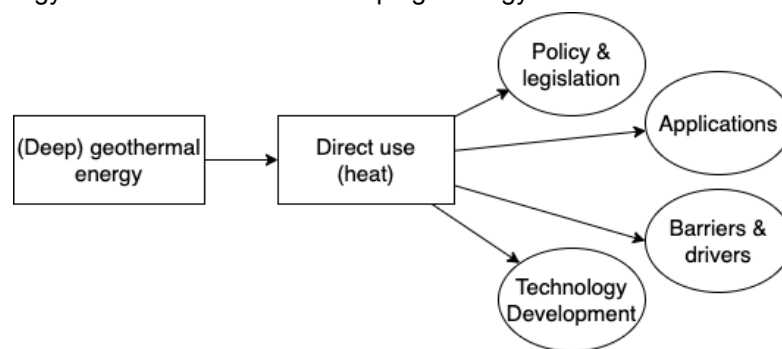 Policy &
legislation
(Deep) geothermal
energy
Direct use
(heat)
Applications
Barriers &
drivers
Technology
Development